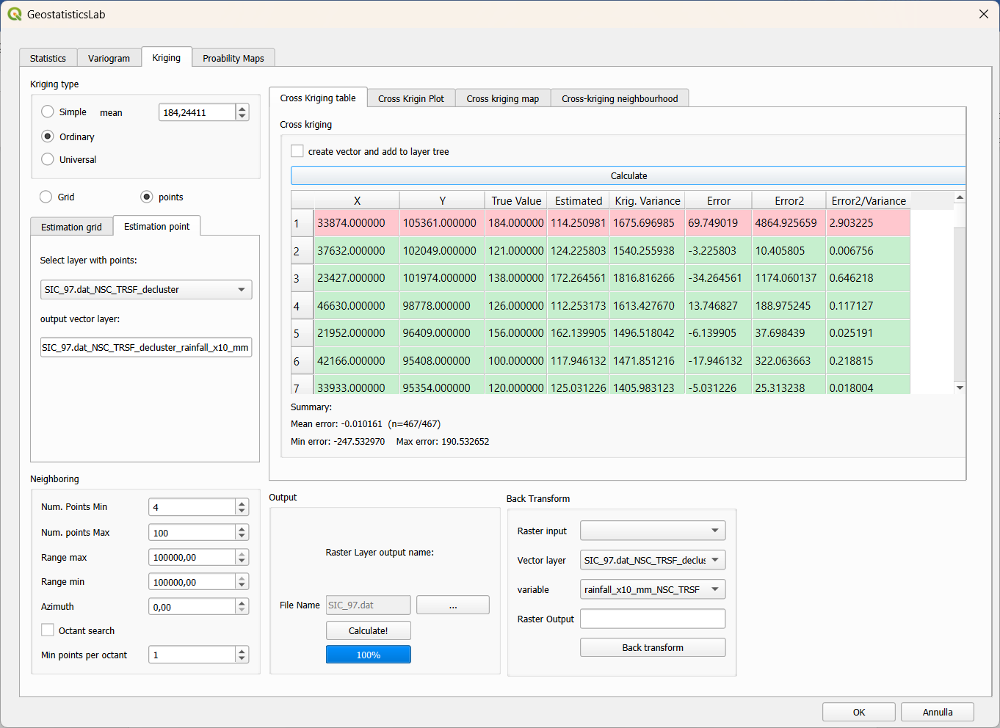 GeostatisticsLab
Statistics
Variogram
Kriging
Proability Maps
Kriging type
Simple mean 184,24411
Ordinary
Universal
Grid points
Estimation grid
Estimation point
Select layer with points:
SIC_97.dat_NSC_TRSF_decluster
output vector layer:
SIC_97.dat_NSC_TRSF_decluster_rainfall_x10_mm
Cross Kriging table
Cross Krigin Plot
Cross kriging map
Cross-kriging neighbourhood
Cross kriging
create vector and add to layer tree
Calculate
X Y True Value Estimated Krig. Variance Error Error2 Error2/Variance
1 33874.000000 105361.000000 184.000000 114.250981 1675.696985 69.749019 4864.925659 2.903225
2 37632.000000 102049.000000 121.000000 124.225803 1540.255938 -3.225803 10.405805 0.006756
3 23427.000000 101974.000000 138.000000 172.264561 1816.816266 -34.264561 1174.060137 0.646218
4 46630.000000 98778.000000 126.000000 112.253173 1613.427670 13.746827 188.975245 0.117127
5 21952.000000 96409.000000 156.000000 162.139905 1496.518042 -6.139905 37.698439 0.025191
6 42166.000000 95408.000000 100.000000 117.946132 1471.851216 -17.946132 322.063663 0.218815
7 33933.000000 95354.000000 120.000000 125.031226 1405.983123 -5.031226 25.313238 0.018004
Summary:
Mean error: -0.010161 (n=467/467)
Min error: -247.532970 Max error: 190.532652
Neighboring
Num. Points Min 4
Num. points Max 100
Range max 100000,00
Range min 100000,00
Azimuth 0,00
Octant search
Min points per octant 1
Output
Raster Layer output name:
File Name SIC_97.dat ...
Calculate!
100%
Back Transform
Raster input
Vector layer SIC_97.dat_NSC_TRSF_declus
variable rainfall_x10_mm_NSC_TRSF
Raster Output
Back transform
OK
Annulla